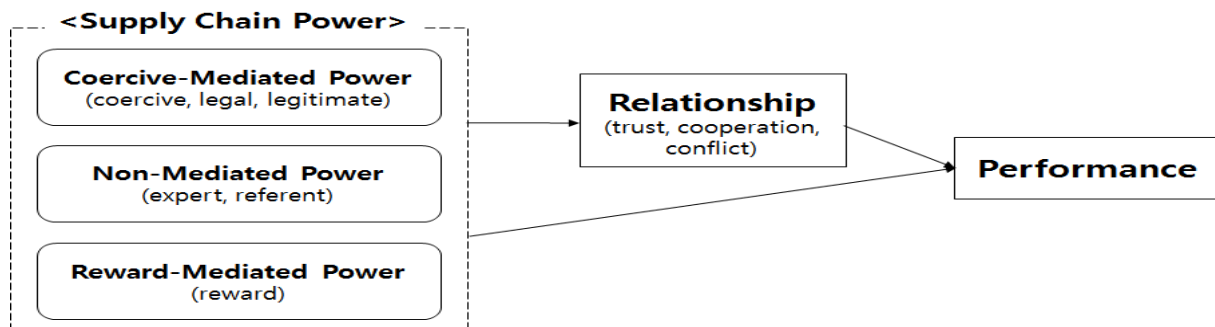 <Supply Chain Power>
Coercive-Mediated Power
(coercive, legal, legitimate)
Non-Mediated Power
(expert, referent)
Reward-Mediated Power
(reward)
Relationship
(trust, cooperation,
conflict)
Performance